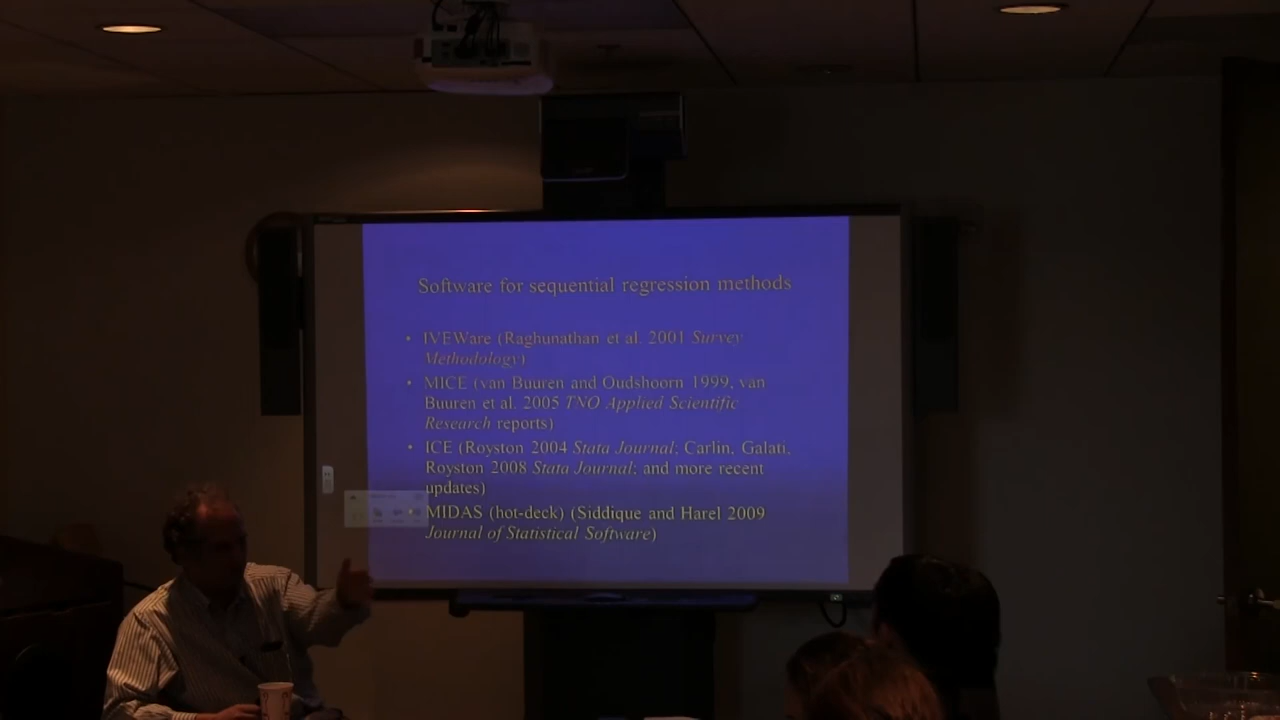 Software for sequential regression methods
• IVEWare (Raghunathan et al. 2001 Survey
Methodology)
• MICE (van Buuren and Oudshoorn 1999, van
Buuren et al. 2005 TNO Applied Scientific
Research reports)
• ICE (Royston 2004 Stata Journal; Carlin, Galati,
Royston 2008 Stata Journal; and more recent
updates)
• MIDAS (hot-deck) (Siddique and Harel 2009
Journal of Statistical Software)